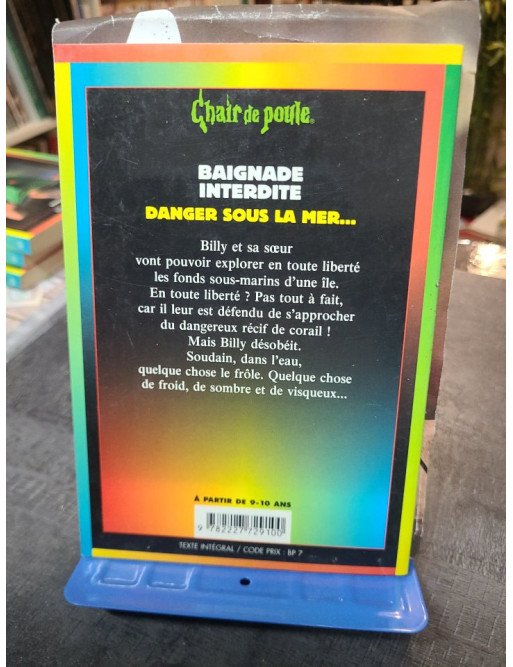 Chair de poule®
BAIGNADE
INTERDITE
DANGER SOUS LA MER...
Billy et sa sœur
vont pouvoir explorer en toute liberté
les fonds sous-marins d'une île.
En toute liberté ? Pas tout à fait,
car il leur est défendu de s'approcher
du dangereux récif de corail !
Mais Billy désobéit.
Soudain, dans l'eau,
quelque chose le frôle. Quelque chose
de froid, de sombre et de visqueux...
À PARTIR DE 9-10 ANS
9 782227 729100
TEXTE INTÉGRAL / CODE PRIX : BP 7